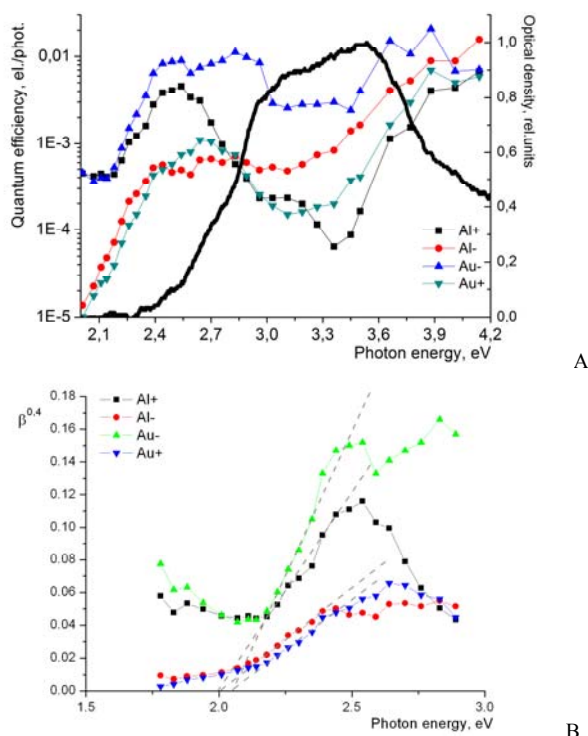 Quantum efficiency, el./phot.
0,01
1E-3
1E-4
1E-5
2,1 2,4 2,7 3,0 3,3 3,6 3,9 4,2
Photon energy, eV
1,0
0,8
0,6
0,4
0,2
0,0
Optical density, rel.units
Al+
Al-
Au-
Au+
A
β^0,4
0.18
0.16
0.14
0.12
0.10
0.08
0.06
0.04
0.02
0.00
Al+
Al-
Au-
Au+
1.5 2.0 2.5 3.0
Photon energy, eV
B